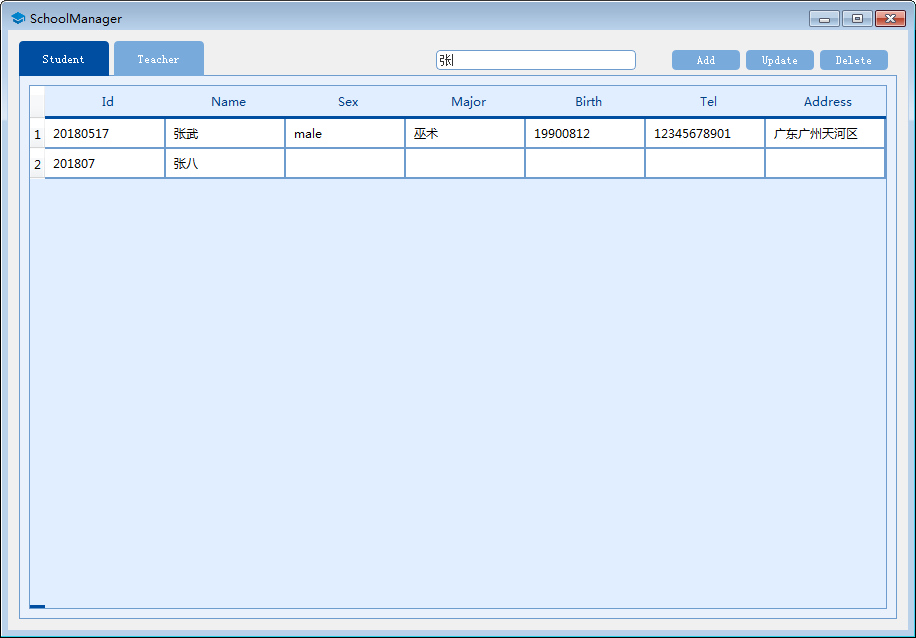 SchoolManager
Student Teacher 张 Add Update Delete
Id Name Sex Major Birth Tel Address
1 20180517 张武 male 巫术 19900812 12345678901 广东广州天河区
2 201807 张八